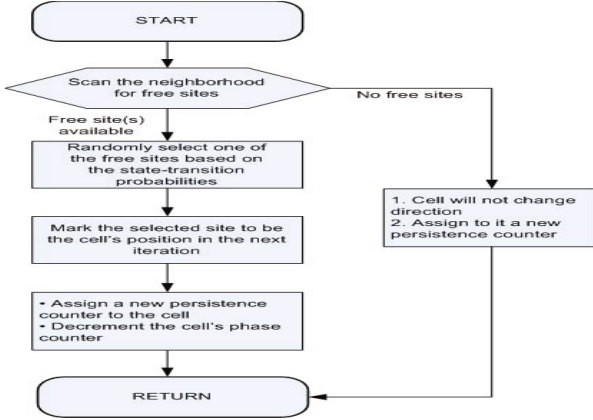 START
Scan the neighborhood
for free sites
No free sites
Free site(s)
available
Randomly select one of
the free sites based on
the state-transition
probabilities
1. Cell will not change
direction
2. Assign to it a new
persistence counter
Mark the selected site to be
the cell's position in the next
iteration
• Assign a new persistence
counter to the cell
• Decrement the cell's phase
counter
RETURN